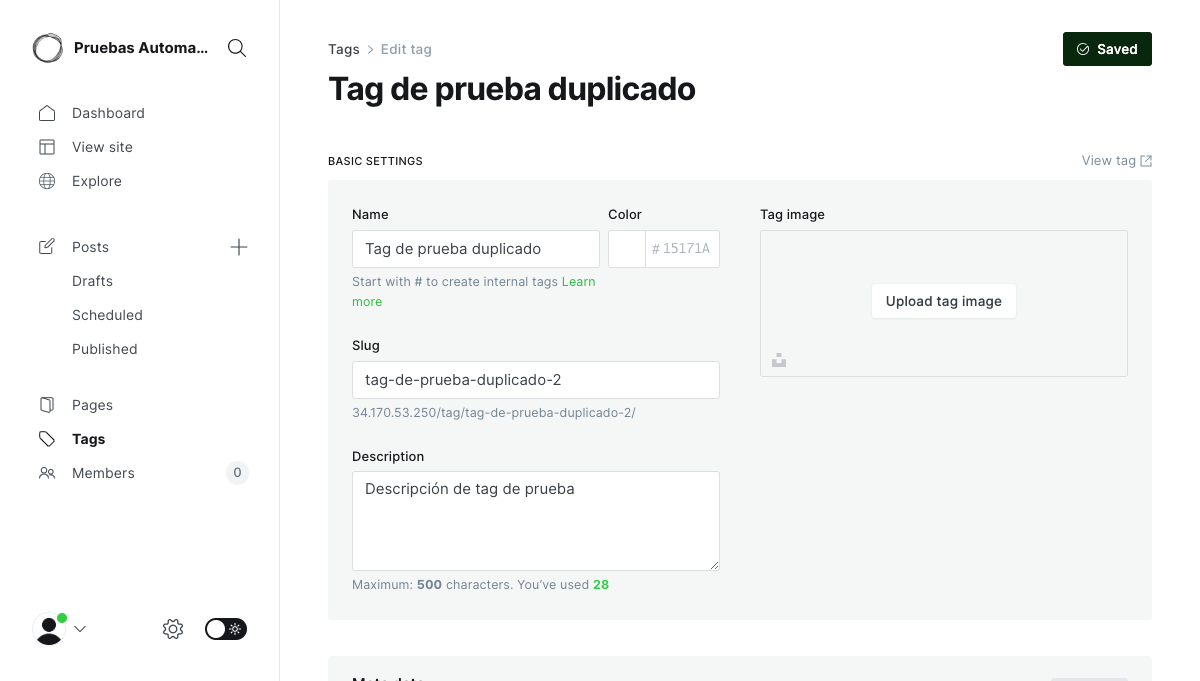 Pruebas Automa...
Dashboard
View site
Explore
Posts
Drafts
Scheduled
Published
Pages
Tags
Members
0
Tags > Edit tag
Saved
Tag de prueba duplicado
BASIC SETTINGS
View tag
Name
Tag de prueba duplicado
Start with # to create internal tags Learn
more
Color
# 15171A
Slug
tag-de-prueba-duplicado-2
34.170.53.250/tag/tag-de-prueba-duplicado-2/
Description
Descripción de tag de prueba
Maximum: 500 characters. You’ve used 28
Tag image
Upload tag image
Meta data